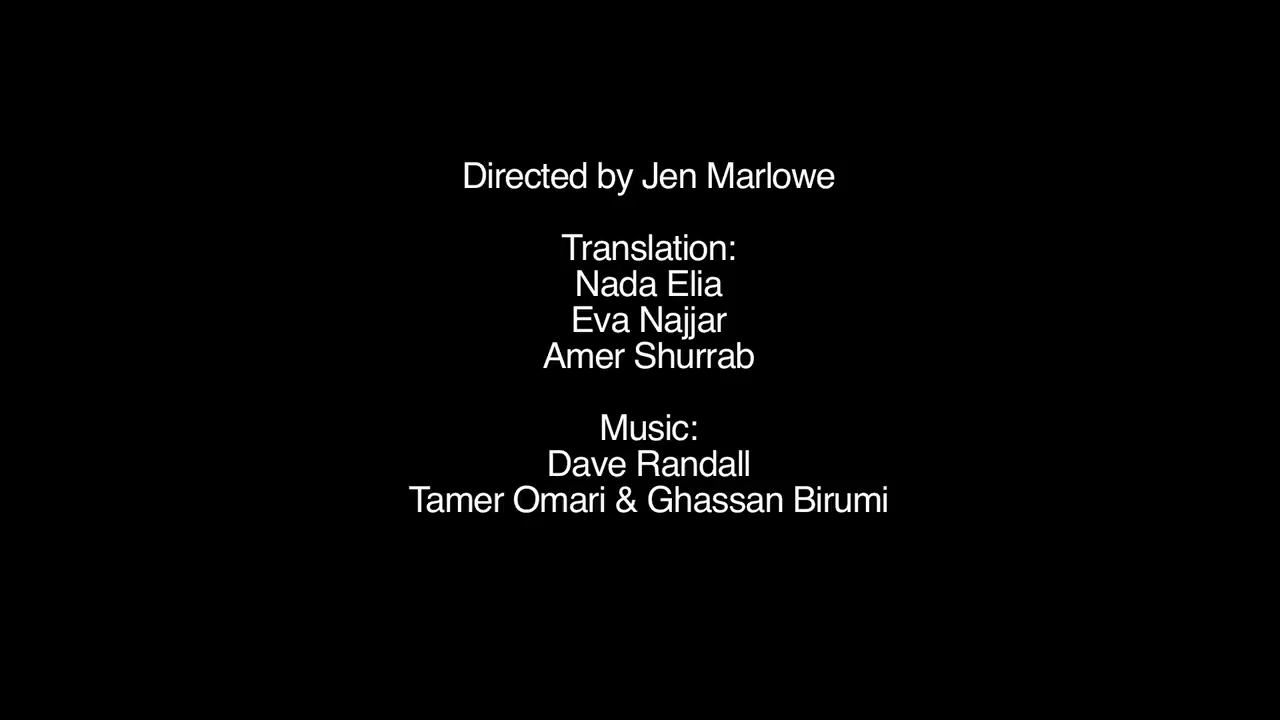 Directed by Jen Marlowe
Translation:
Nada Elia
Eva Najjar
Amer Shurrab
Music:
Dave Randall
Tamer Omari & Ghassan Birumi